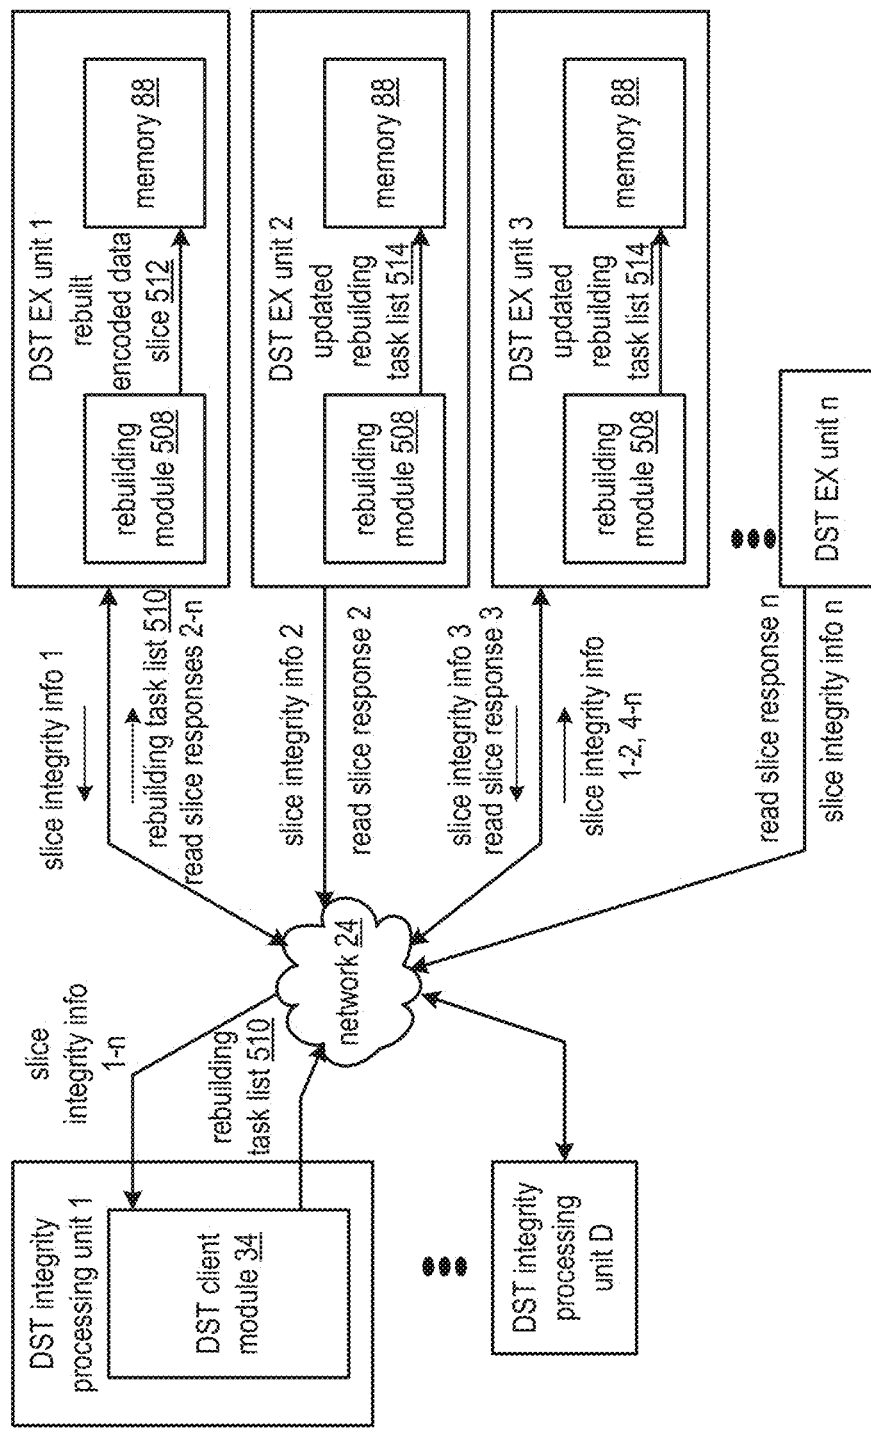 DST integrity
processing unit 1
DST client
module 34
DST integrity
processing
unit D
slice
integrity info
1-n
rebuilding
task list 510
network 24
slice integrity info 1
rebuilding task list 510
read slice responses 2-n
slice integrity info 2
read slice response 2
slice integrity info 3
read slice response 3
slice integrity info
1-2, 4-n
read slice response n
slice integrity info n
DST EX unit 1
rebuilding
module 508
rebuilt
encoded data
slice 512
memory 88
DST EX unit 2
rebuilding
module 508
updated
rebuilding
task list 514
memory 88
DST EX unit 3
rebuilding
module 508
updated
rebuilding
task list 514
memory 88
DST EX unit n